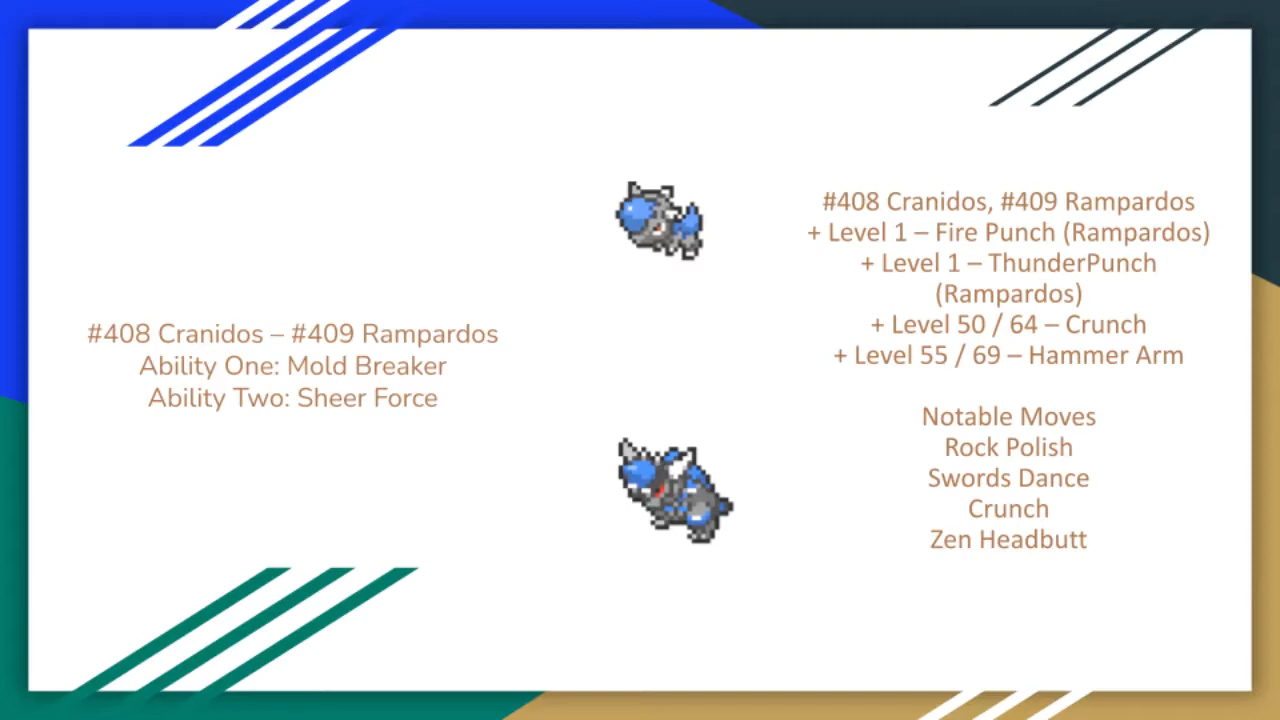 #408 Cranidos – #409 Rampardos
Ability One: Mold Breaker
Ability Two: Sheer Force
#408 Cranidos, #409 Rampardos
+ Level 1 – Fire Punch (Rampardos)
+ Level 1 – ThunderPunch
(Rampardos)
+ Level 50 / 64 – Crunch
+ Level 55 / 69 – Hammer Arm
Notable Moves
Rock Polish
Swords Dance
Crunch
Zen Headbutt